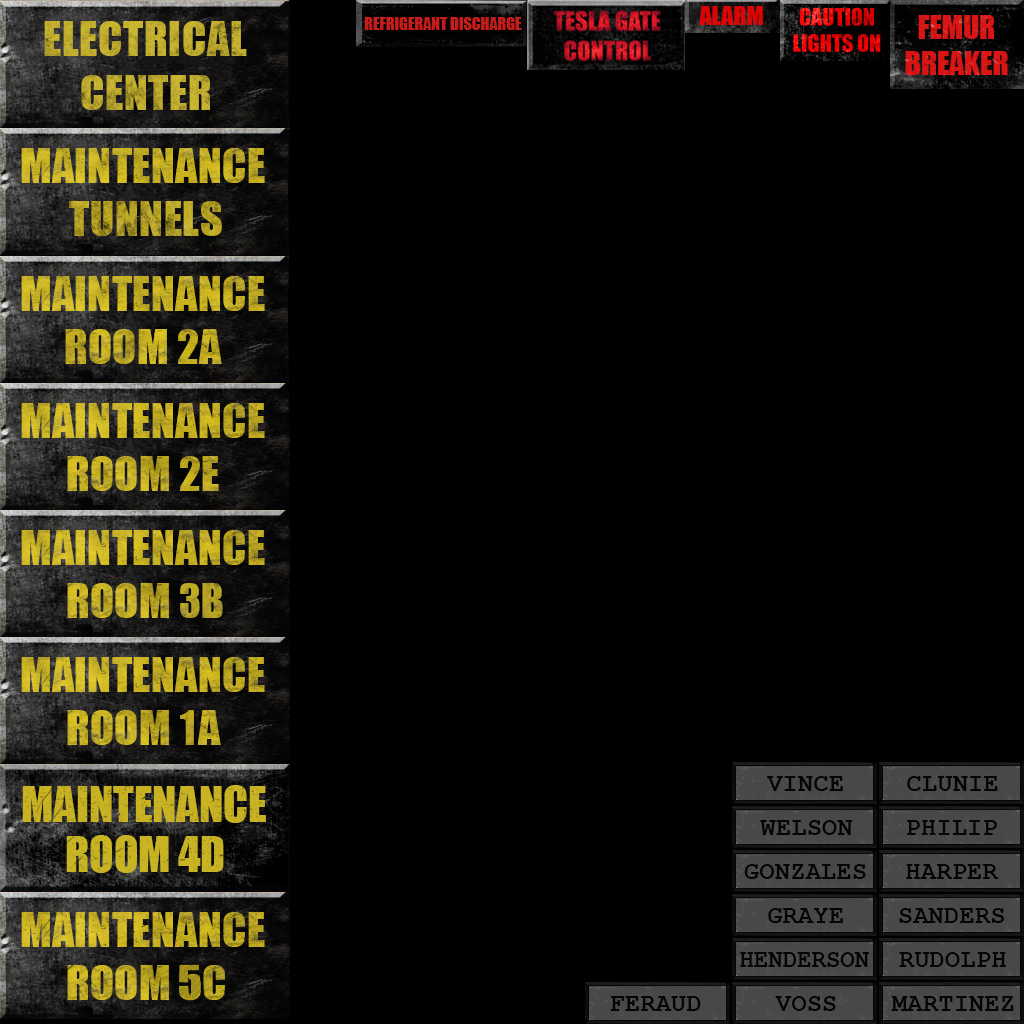 ELECTRICAL
CENTER
MAINTENANCE
TUNNELS
MAINTENANCE
ROOM 2A
MAINTENANCE
ROOM 2E
MAINTENANCE
ROOM 3B
MAINTENANCE
ROOM 1A
MAINTENANCE
ROOM 4D
MAINTENANCE
ROOM 5C
REFRIGERANT DISCHARGE
TESLA GATE
CONTROL
ALARM
CAUTION
LIGHTS ON
FEMUR
BREAKER
VINCE
CLUNIE
WELSON
PHILIP
GONZALES
HARPER
GRAYE
SANDERS
HENDERSON
RUDOLPH
FERAUD
VOSS
MARTINEZ